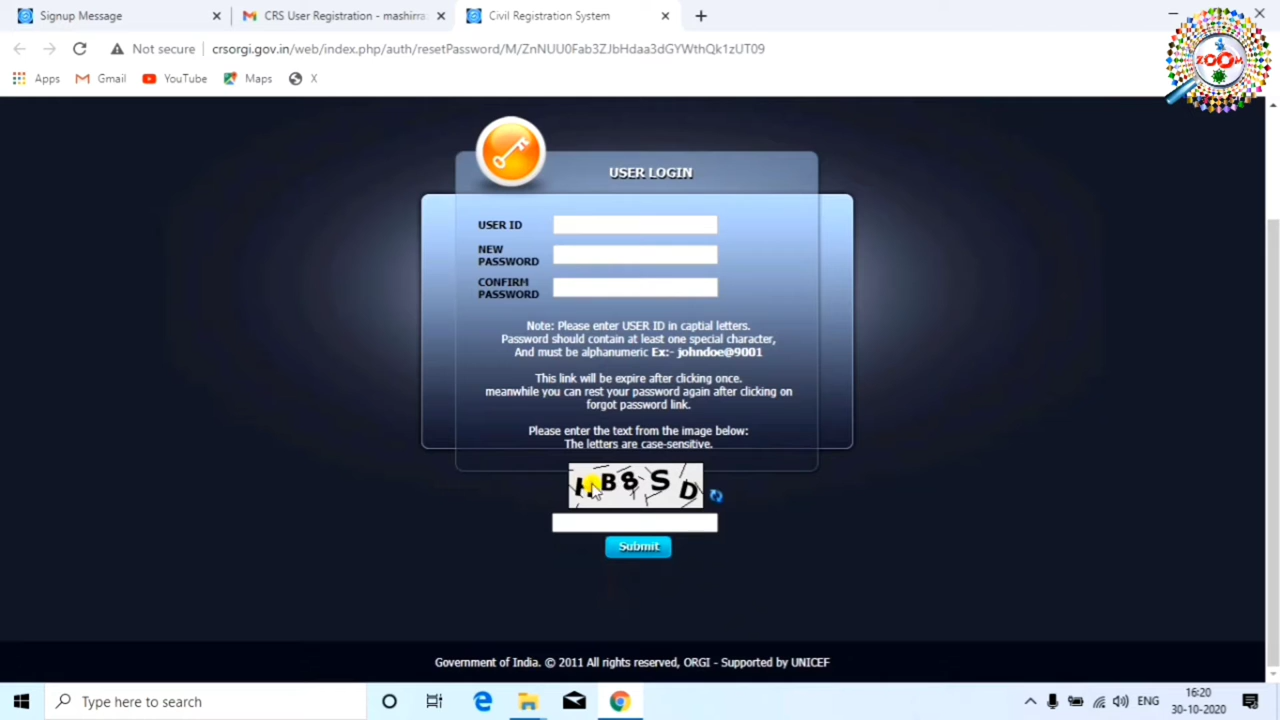 Signup Message
CRS User Registration - mashirra
Civil Registration System
Not secure
crsorgi.gov.in/web/index.php/auth/resetPassword/M/ZnNUU0Fab3ZJbHdaa3dGYWthQk1zUT09
Apps
Gmail
YouTube
Maps
X
ZOOM
USER LOGIN
USER ID
NEW
PASSWORD
CONFIRM
PASSWORD
Note: Please enter USER ID in captial letters.
Password should contain at least one special character,
And must be alphanumeric Ex:- johndoe@9001
This link will be expire after clicking once.
meanwhile you can rest your password again after clicking on
forgot password link.
Please enter the text from the image below:
The letters are case-sensitive.
Submit
Government of India. © 2011 All rights reserved, ORGI - Supported by UNICEF
Type here to search
ENG
16:20
30-10-2020